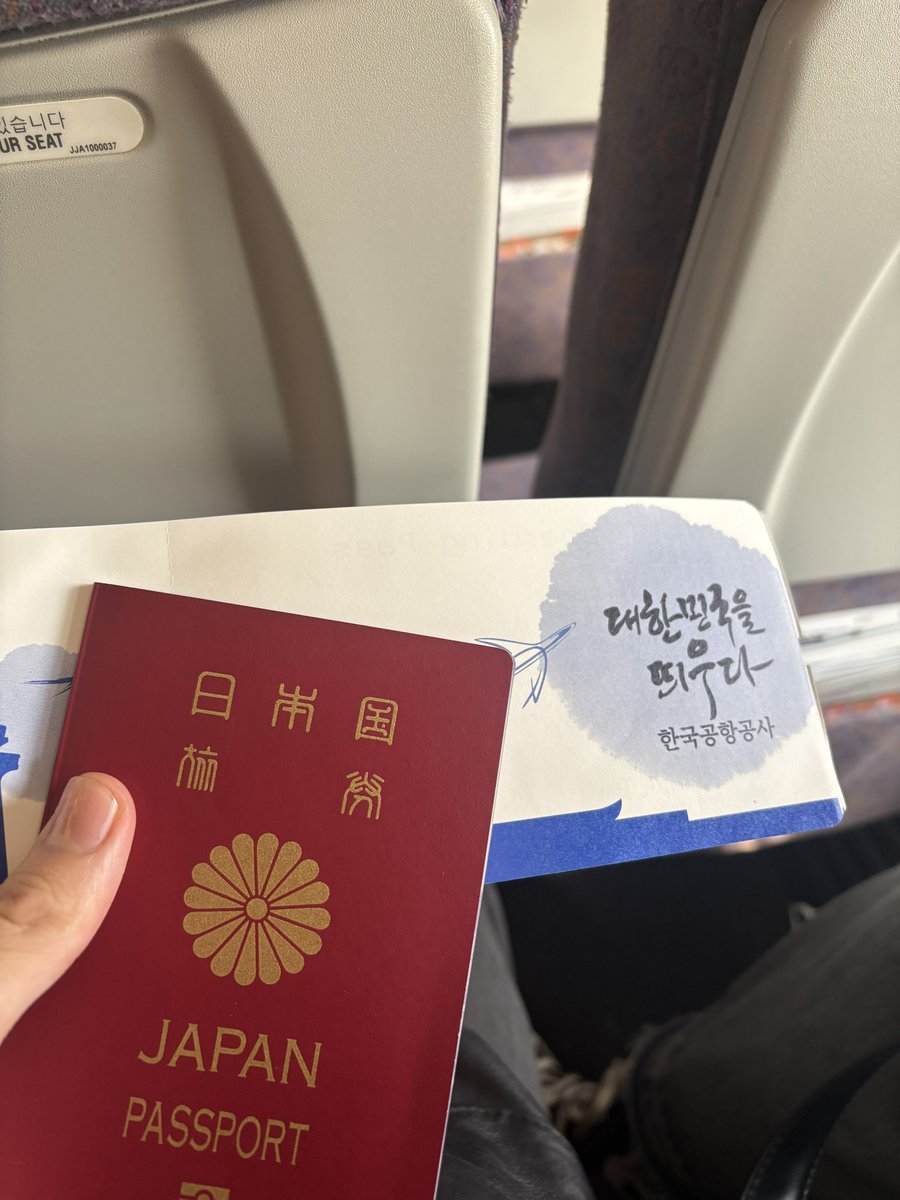 있습니다
UR SEAT
JJA1000037
대한민국을
띄우다
한국공항공사
日本国
旅券
JAPAN
PASSPORT